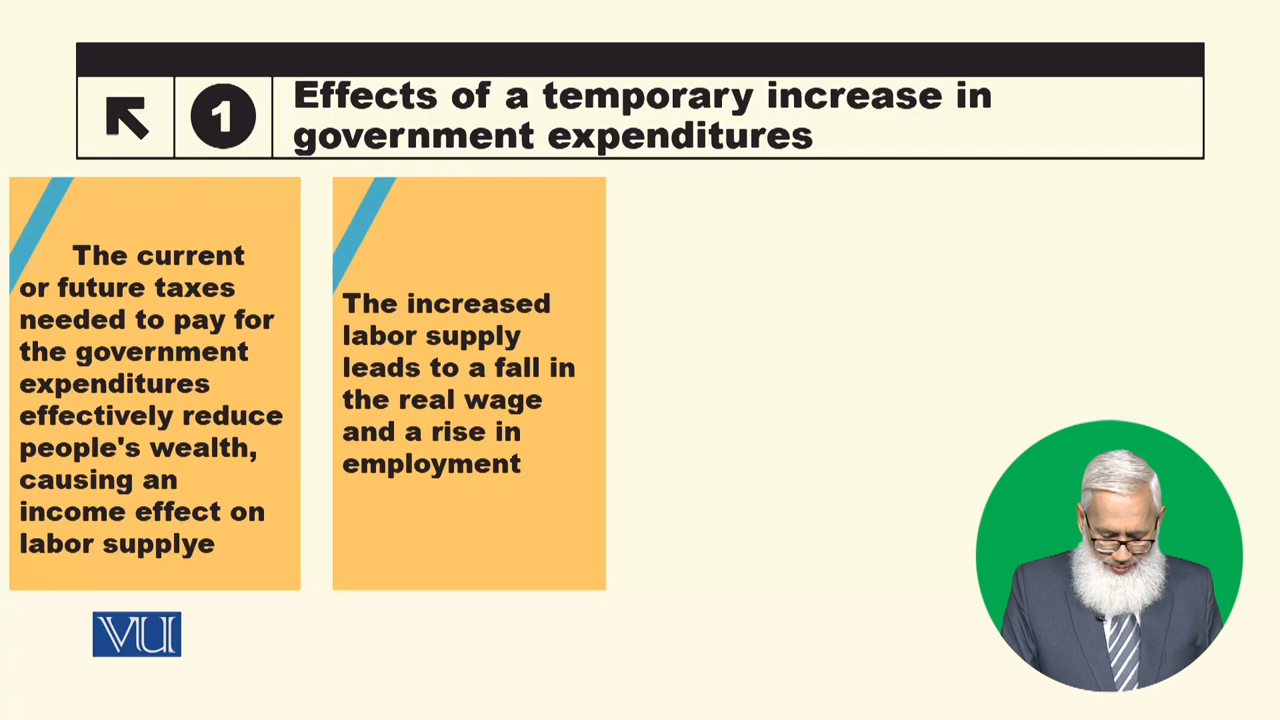 1
Effects of a temporary increase in
government expenditures
The current
or future taxes
needed to pay for
the government
expenditures
effectively reduce
people's wealth,
causing an
income effect on
labor supplye
The increased
labor supply
leads to a fall in
the real wage
and a rise in
employment
VU